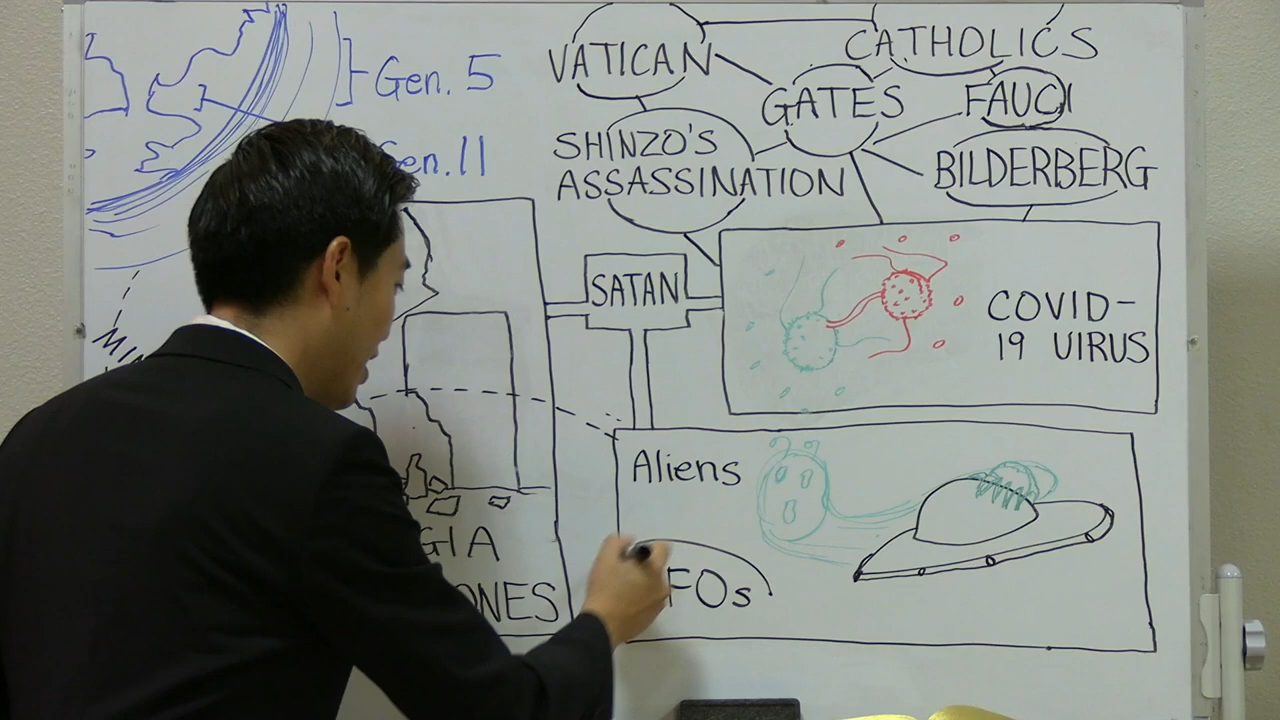 Gen. 5
Gen. 11
VATICAN
CATHOLICS
GATES
FAUCI
SHINZO'S
ASSASSINATION
BILDERBERG
SATAN
COVID-
19 VIRUS
MIN
Aliens
FOs
GIA
ONES